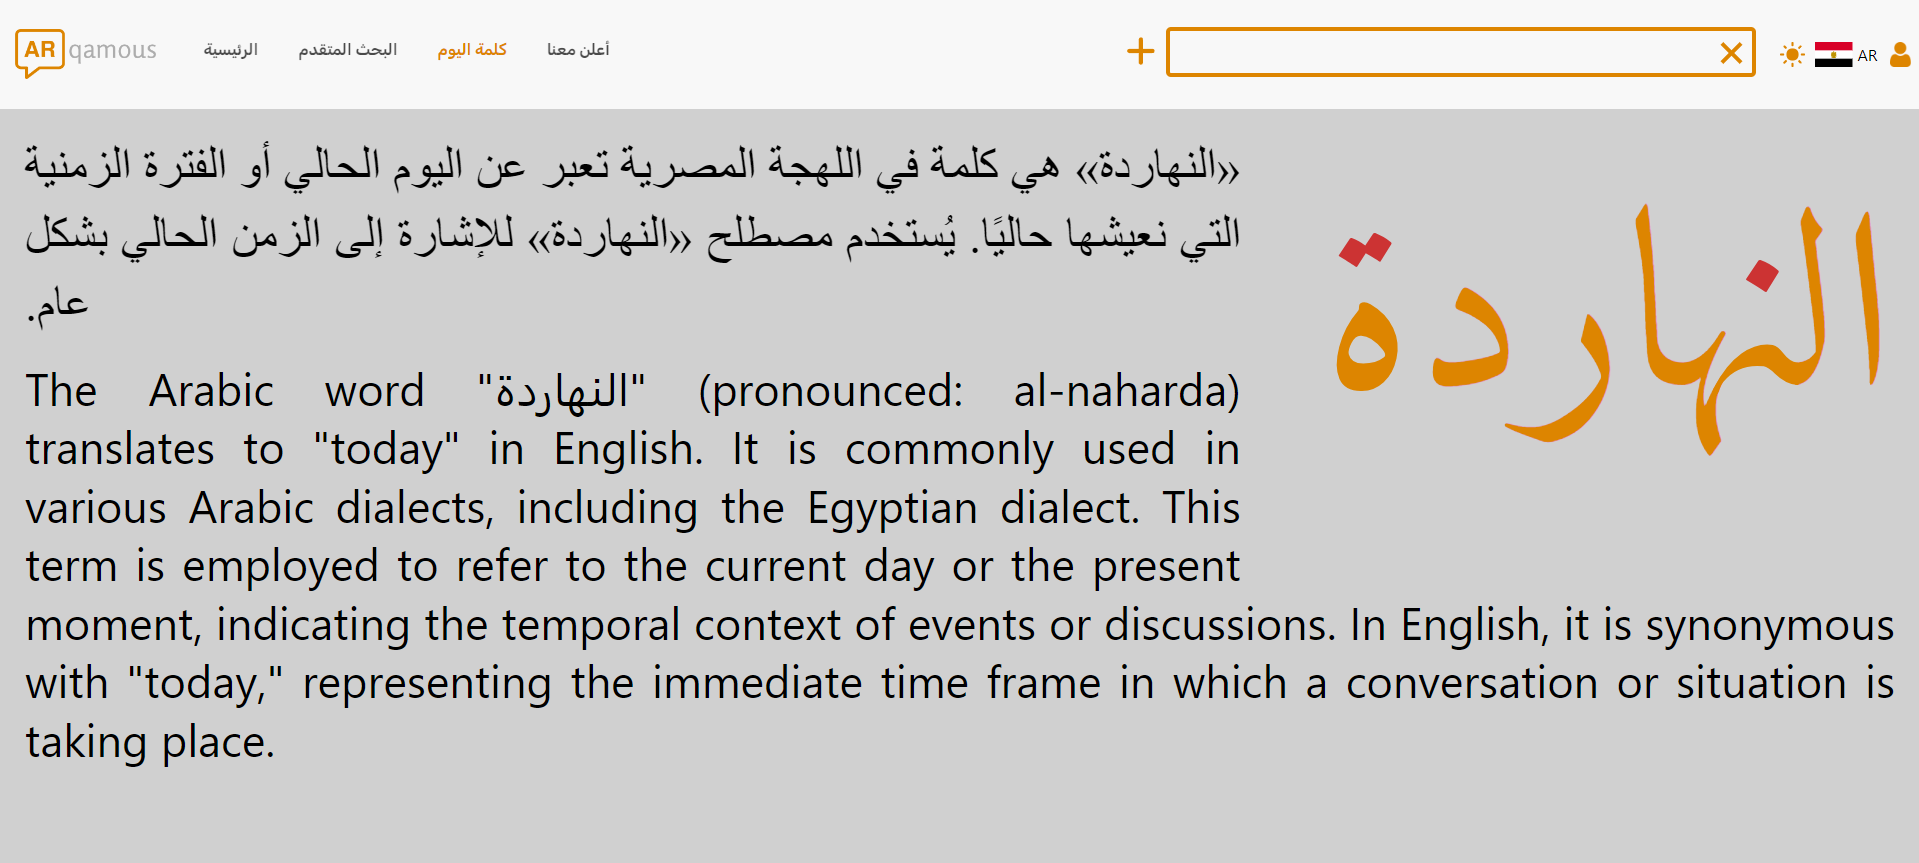 AR qamous
الرئيسية
البحث المتقدم
كلمة اليوم
أعلن معنا
AR
النهاردة
«النهاردة» هي كلمة في اللهجة المصرية تعبر عن اليوم الحالي أو الفترة الزمنية
التي نعيشها حاليًا. يُستخدم مصطلح «النهاردة» للإشارة إلى الزمن الحالي بشكل
عام.
The Arabic word "النهاردة" (pronounced: al-naharda)
translates to "today" in English. It is commonly used in
various Arabic dialects, including the Egyptian dialect. This
term is employed to refer to the current day or the present
moment, indicating the temporal context of events or discussions. In English, it is synonymous
with "today," representing the immediate time frame in which a conversation or situation is
taking place.